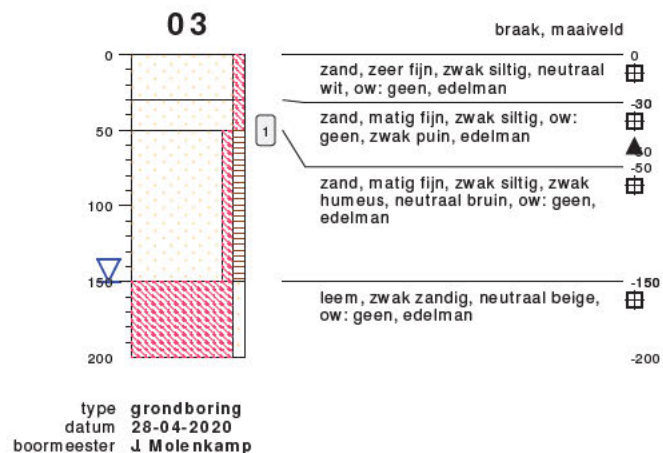 03
braak, maaiveld
0
50
100
150
200
1
zand, zeer fijn, zwak siltig, neutraal
wit, ow: geen, edelman
zand, matig fijn, zwak siltig, ow:
geen, zwak puin, edelman
zand, matig fijn, zwak siltig, zwak
humeus, neutraal bruin, ow: geen,
edelman
leem, zwak zandig, neutraal beige,
ow: geen, edelman
0
-30
-50
-150
-200
type grondboring
datum 28-04-2020
boormeester J. Molenkamp